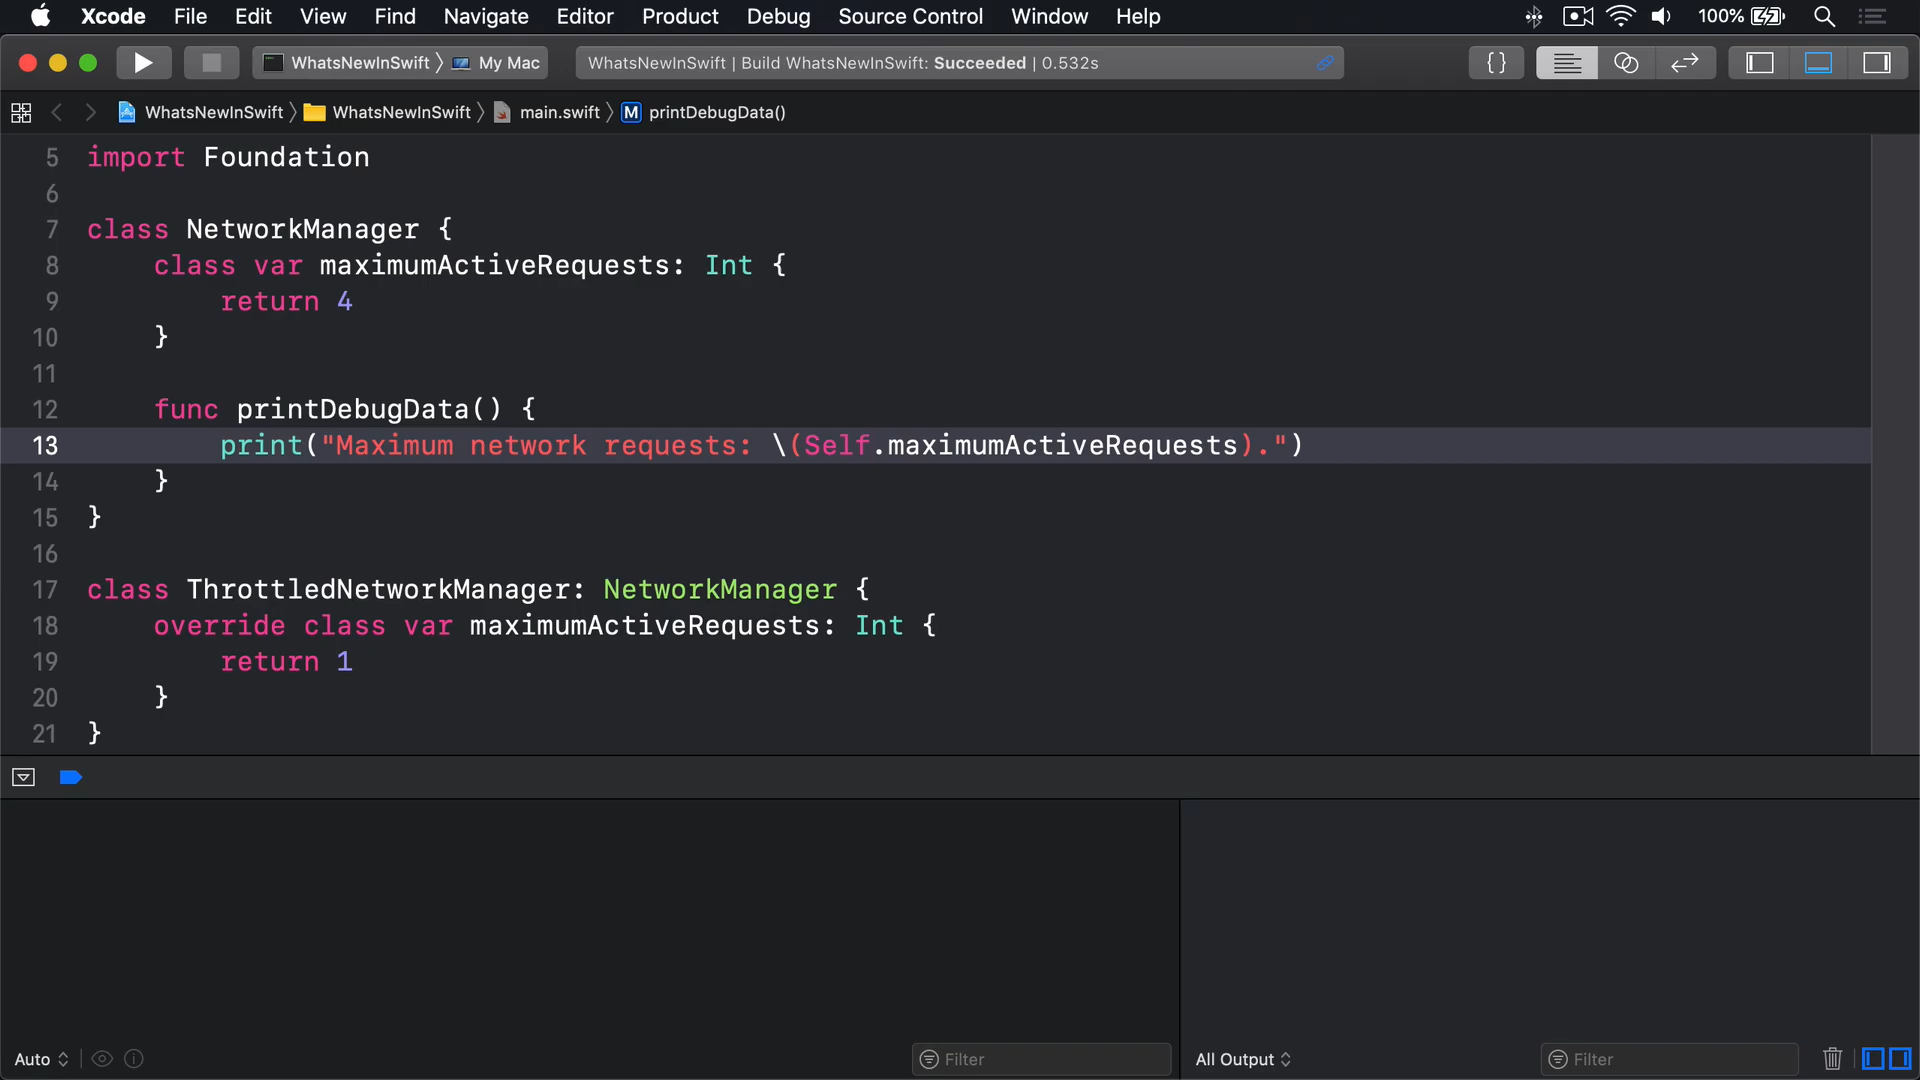 Xcode File Edit View Find Navigate Editor Product Debug Source Control Window Help 100%
WhatsNewInSwift My Mac WhatsNewInSwift | Build WhatsNewInSwift: Succeeded | 0.532s {}
WhatsNewInSwift WhatsNewInSwift main.swift M printDebugData()
5 import Foundation
6
7 class NetworkManager {
8 class var maximumActiveRequests: Int {
9 return 4
10 }
11
12 func printDebugData() {
13 print("Maximum network requests: \(Self.maximumActiveRequests).")
14 }
15 }
16
17 class ThrottledNetworkManager: NetworkManager {
18 override class var maximumActiveRequests: Int {
19 return 1
20 }
21 }
Auto Filter All Output Filter